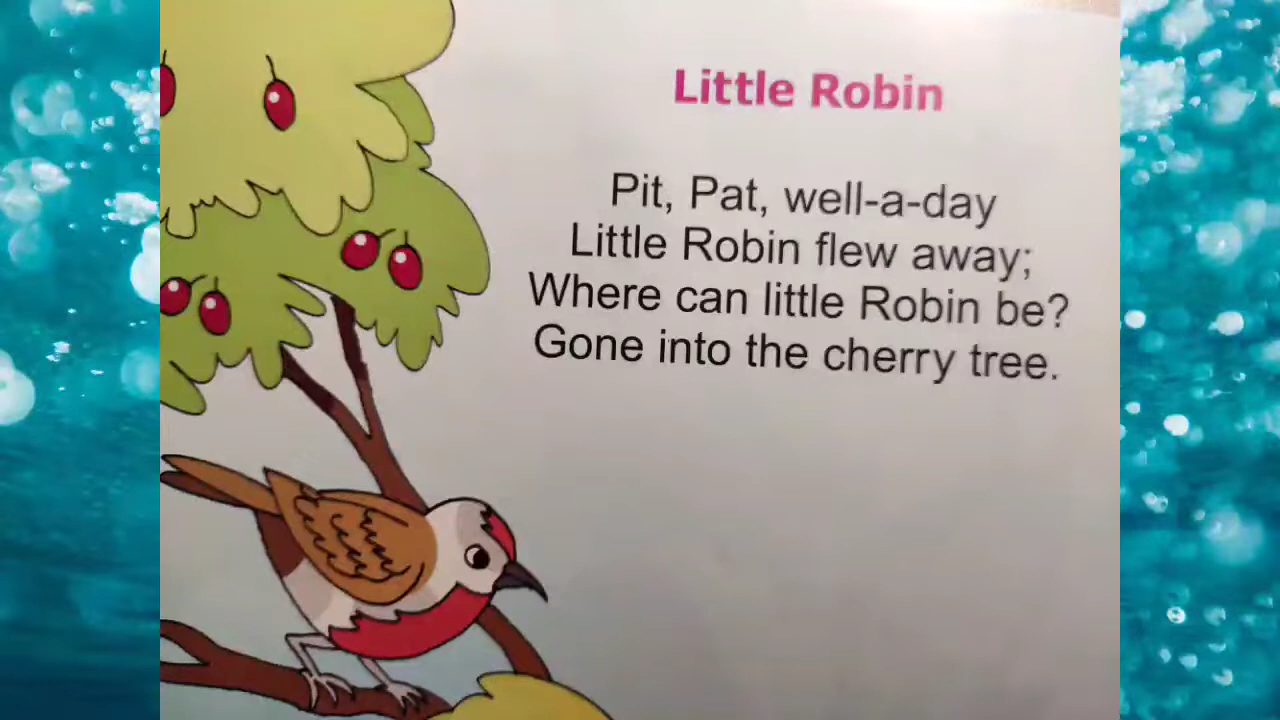 Little Robin
Pit, Pat, well-a-day
Little Robin flew away;
Where can little Robin be?
Gone into the cherry tree.